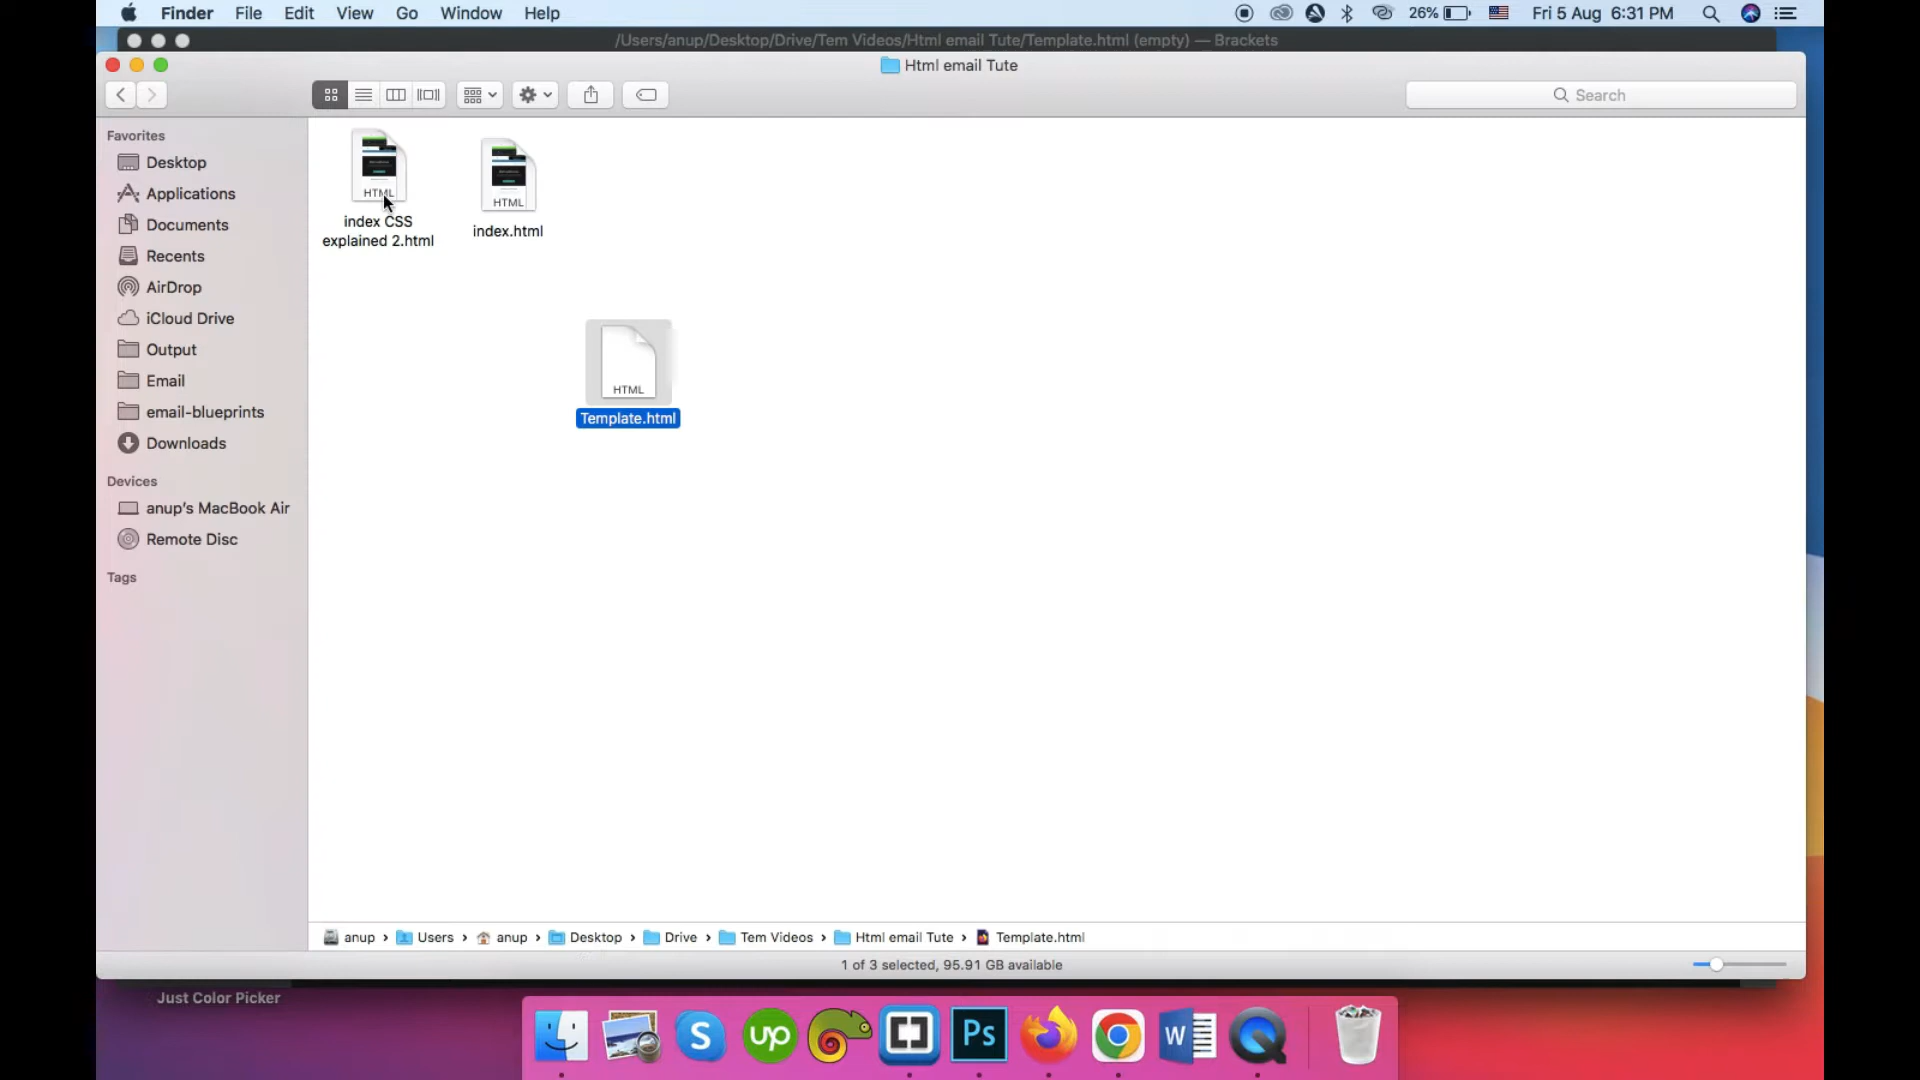 Finder File Edit View Go Window Help 26% Fri 5 Aug 6:31 PM
/Users/anup/Desktop/Drive/Tem Videos/Html email Tute/Template.html (empty) — Brackets
Html email Tute
Search
Favorites
Desktop
Applications
Documents
Recents
AirDrop
iCloud Drive
Output
Email
email-blueprints
Downloads
Devices
anup's MacBook Air
Remote Disc
Tags
HTML
index CSS
explained 2.html
HTML
index.html
HTML
Template.html
anup › Users › anup › Desktop › Drive › Tem Videos › Html email Tute › Template.html
1 of 3 selected, 95.91 GB available
Just Color Picker
S up Ps W